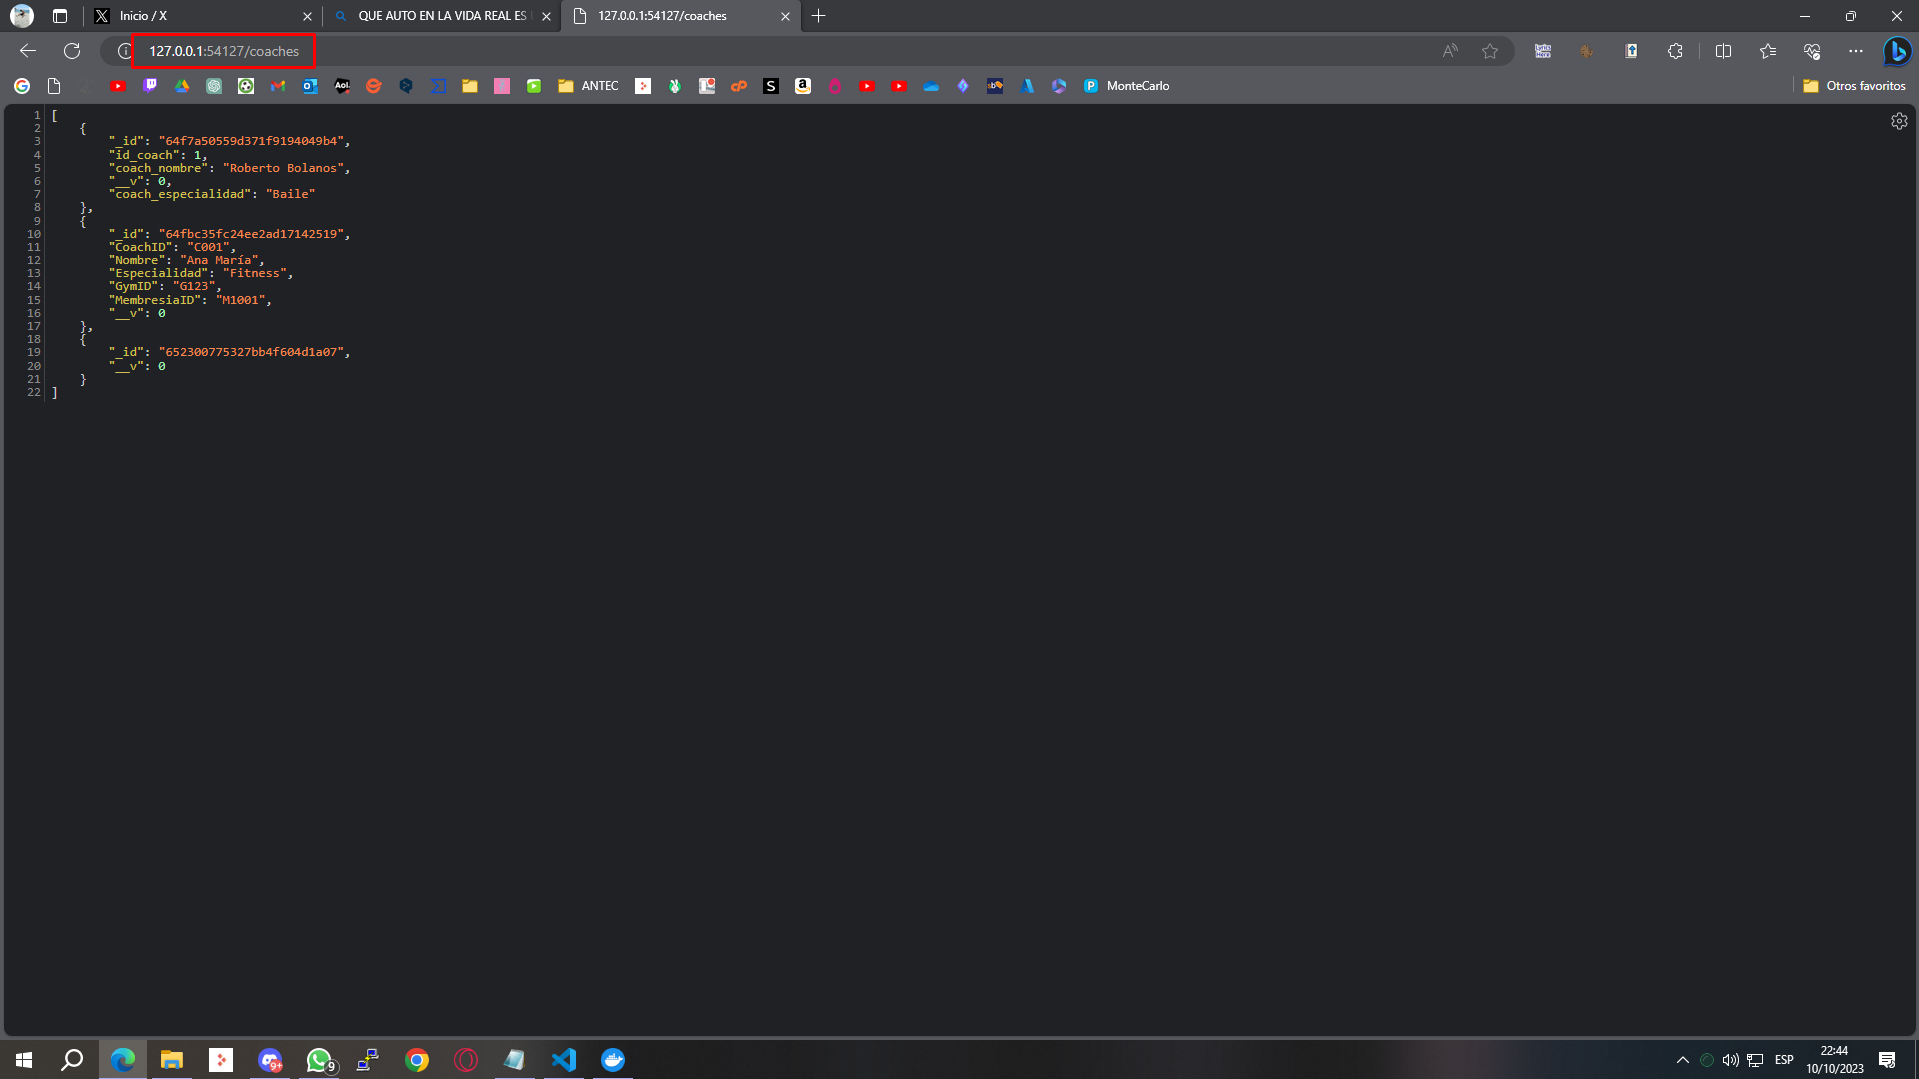 Inicio / X
QUE AUTO EN LA VIDA REAL ES
127.0.0.1:54127/coaches
127.0.0.1:54127/coaches
Aol.
ANTEC
MonteCarlo
Otros favoritos
1 [
2 {
3 "_id": "64f7a50559d371f9194049b4",
4 "id_coach": 1,
5 "coach_nombre": "Roberto Bolanos",
6 "__v": 0,
7 "coach_especialidad": "Baile"
8 },
9 {
10 "_id": "64fbc35fc24ee2ad17142519",
11 "CoachID": "C001",
12 "Nombre": "Ana María",
13 "Especialidad": "Fitness",
14 "GymID": "G123",
15 "MembresiaID": "M1001",
16 "__v": 0
17 },
18 {
19 "_id": "652300775327bb4f604d1a07",
20 "__v": 0
21 }
22 ]
9+
9
ESP
22:44
10/10/2023